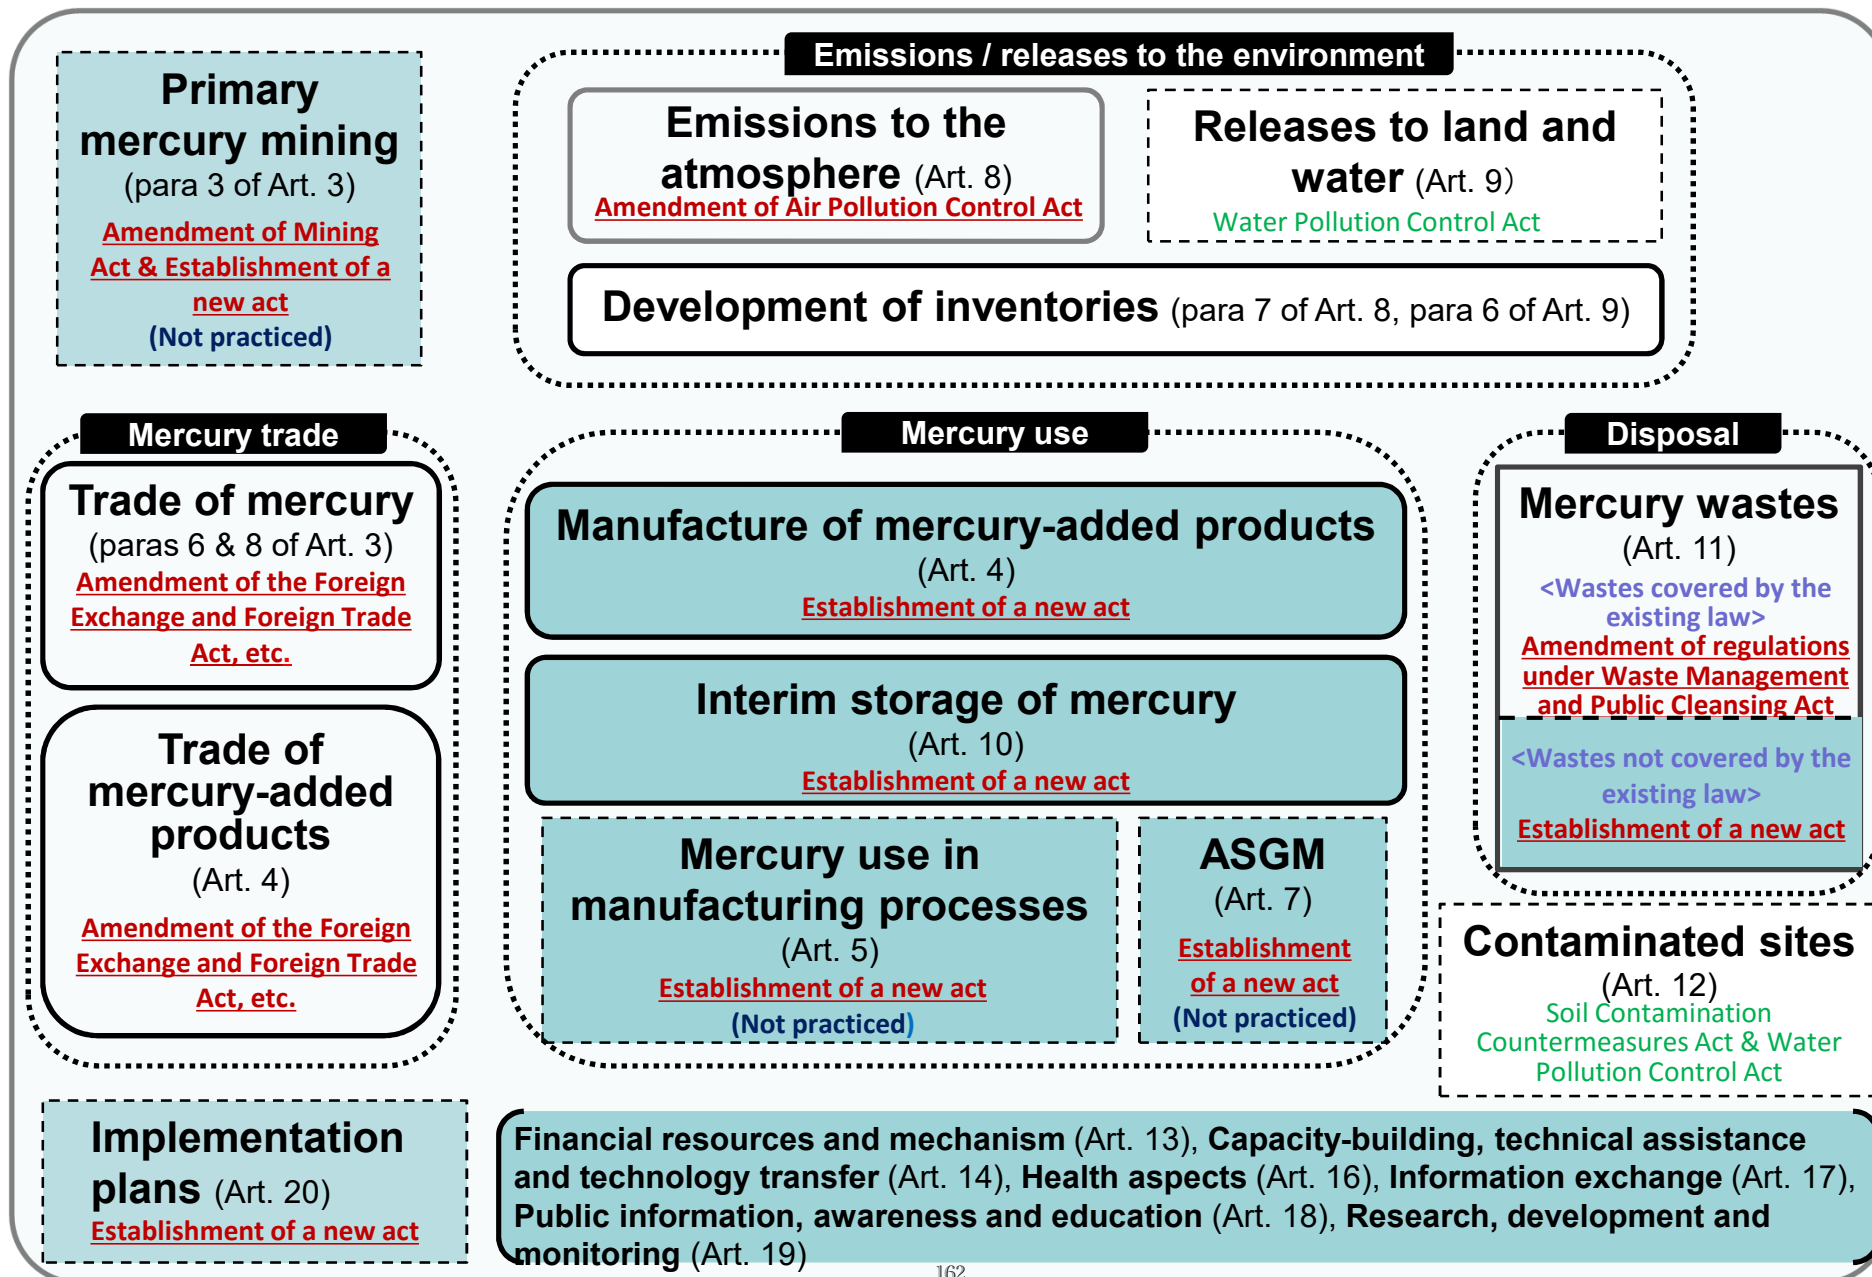 Primary
mercury mining
(para 3 of Art. 3)
Amendment of Mining
Act & Establishment of a
new act
(Not practiced)
Emissions / releases to the environment
Emissions to the
atmosphere (Art. 8)
Amendment of Air Pollution Control Act
Releases to land and
water (Art. 9）
Water Pollution Control Act
Development of inventories (para 7 of Art. 8, para 6 of Art. 9)
Mercury trade
Trade of mercury
(paras 6 & 8 of Art. 3)
Amendment of the Foreign
Exchange and Foreign Trade
Act, etc.
Trade of
mercury-added
products
(Art. 4)
Amendment of the Foreign
Exchange and Foreign Trade
Act, etc.
Mercury use
Manufacture of mercury-added products
(Art. 4)
Establishment of a new act
Interim storage of mercury
(Art. 10)
Establishment of a new act
Mercury use in
manufacturing processes
(Art. 5)
Establishment of a new act
(Not practiced)
ASGM
(Art. 7)
Establishment
of a new act
(Not practiced)
Disposal
Mercury wastes
(Art. 11)
<Wastes covered by the
existing law>
Amendment of regulations
under Waste Management
and Public Cleansing Act
<Wastes not covered by the
existing law>
Establishment of a new act
Contaminated sites
(Art. 12)
Soil Contamination
Countermeasures Act & Water
Pollution Control Act
Implementation
plans (Art. 20)
Establishment of a new act
Financial resources and mechanism (Art. 13), Capacity-building, technical assistance
and technology transfer (Art. 14), Health aspects (Art. 16), Information exchange (Art. 17),
Public information, awareness and education (Art. 18), Research, development and
monitoring (Art. 19)
162